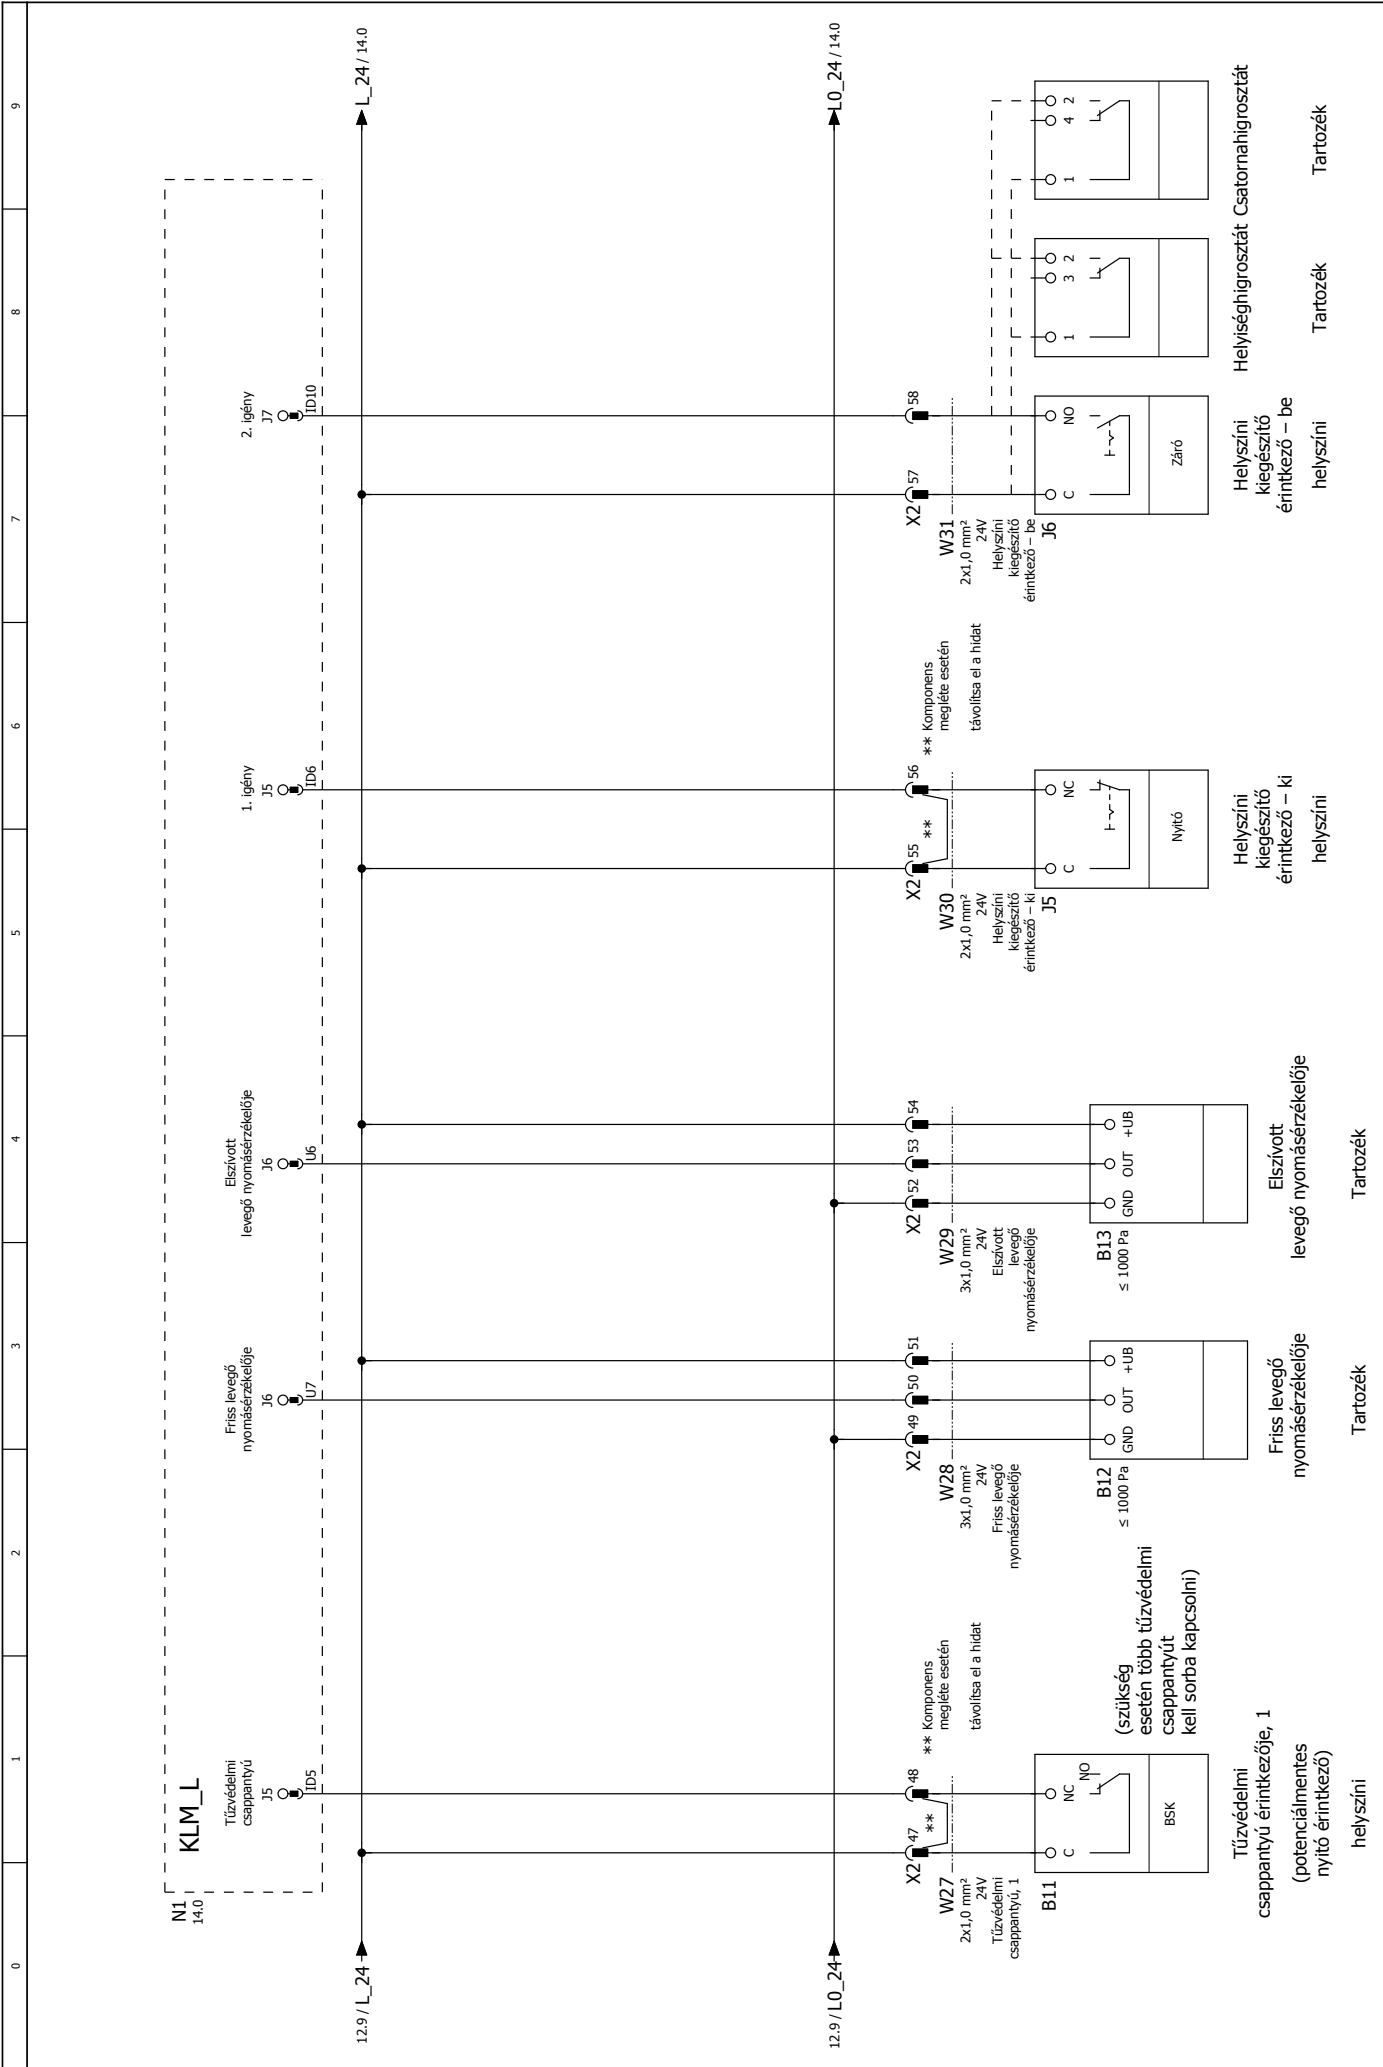 0
1
2
3
4
5
6
7
8
9
N1
14.0
KLM_L
Tűzvédelmi
csappantyú
J5
ID5
Friss levegő
nyomásérzékelője
J6
U7
Elszívott
levegő nyomásérzékelője
J6
U6
1. igény
J5
ID6
2. igény
J7
ID10
12.9 / L_24
L_24 / 14.0
12.9 / L0_24
L0_24 / 14.0
X2
47
48
**
** Komponens
megléte esetén
távolítsa el a hidat
W27
2x1,0 mm²
24V
Tűzvédelmi
csappantyú, 1
B11
C
NC
NO
BSK
(szükség
esetén több tűzvédelmi
csappantyút
kell sorba kapcsolni)
Tűzvédelmi
csappantyú érintkezője, 1
(potenciálmentes
nyitó érintkező)
helyszíni
X2
49
50
51
W28
3x1,0 mm²
24V
Friss levegő
nyomásérzékelője
B12
≤ 1000 Pa
GND
OUT
+UB
Friss levegő
nyomásérzékelője
Tartozék
X2
52
53
54
W29
3x1,0 mm²
24V
Elszívott
levegő
nyomásérzékelője
B13
≤ 1000 Pa
GND
OUT
+UB
Elszívott
levegő nyomásérzékelője
Tartozék
X2
55
56
**
** Komponens
megléte esetén
távolítsa el a hidat
W30
2x1,0 mm²
24V
Helyszíni
kiegészítő
érintkező – ki
J5
C
NC
Nyitó
Helyszíni
kiegészítő
érintkező – ki
helyszíni
X2
57
58
W31
2x1,0 mm²
24V
Helyszíni
kiegészítő
érintkező – be
J6
C
NO
Záró
Helyszíni
kiegészítő
érintkező – be
helyszíni
1
3
2
Helyiséghigrosztát
Tartozék
1
4
2
Csatornahigrosztát
Tartozék